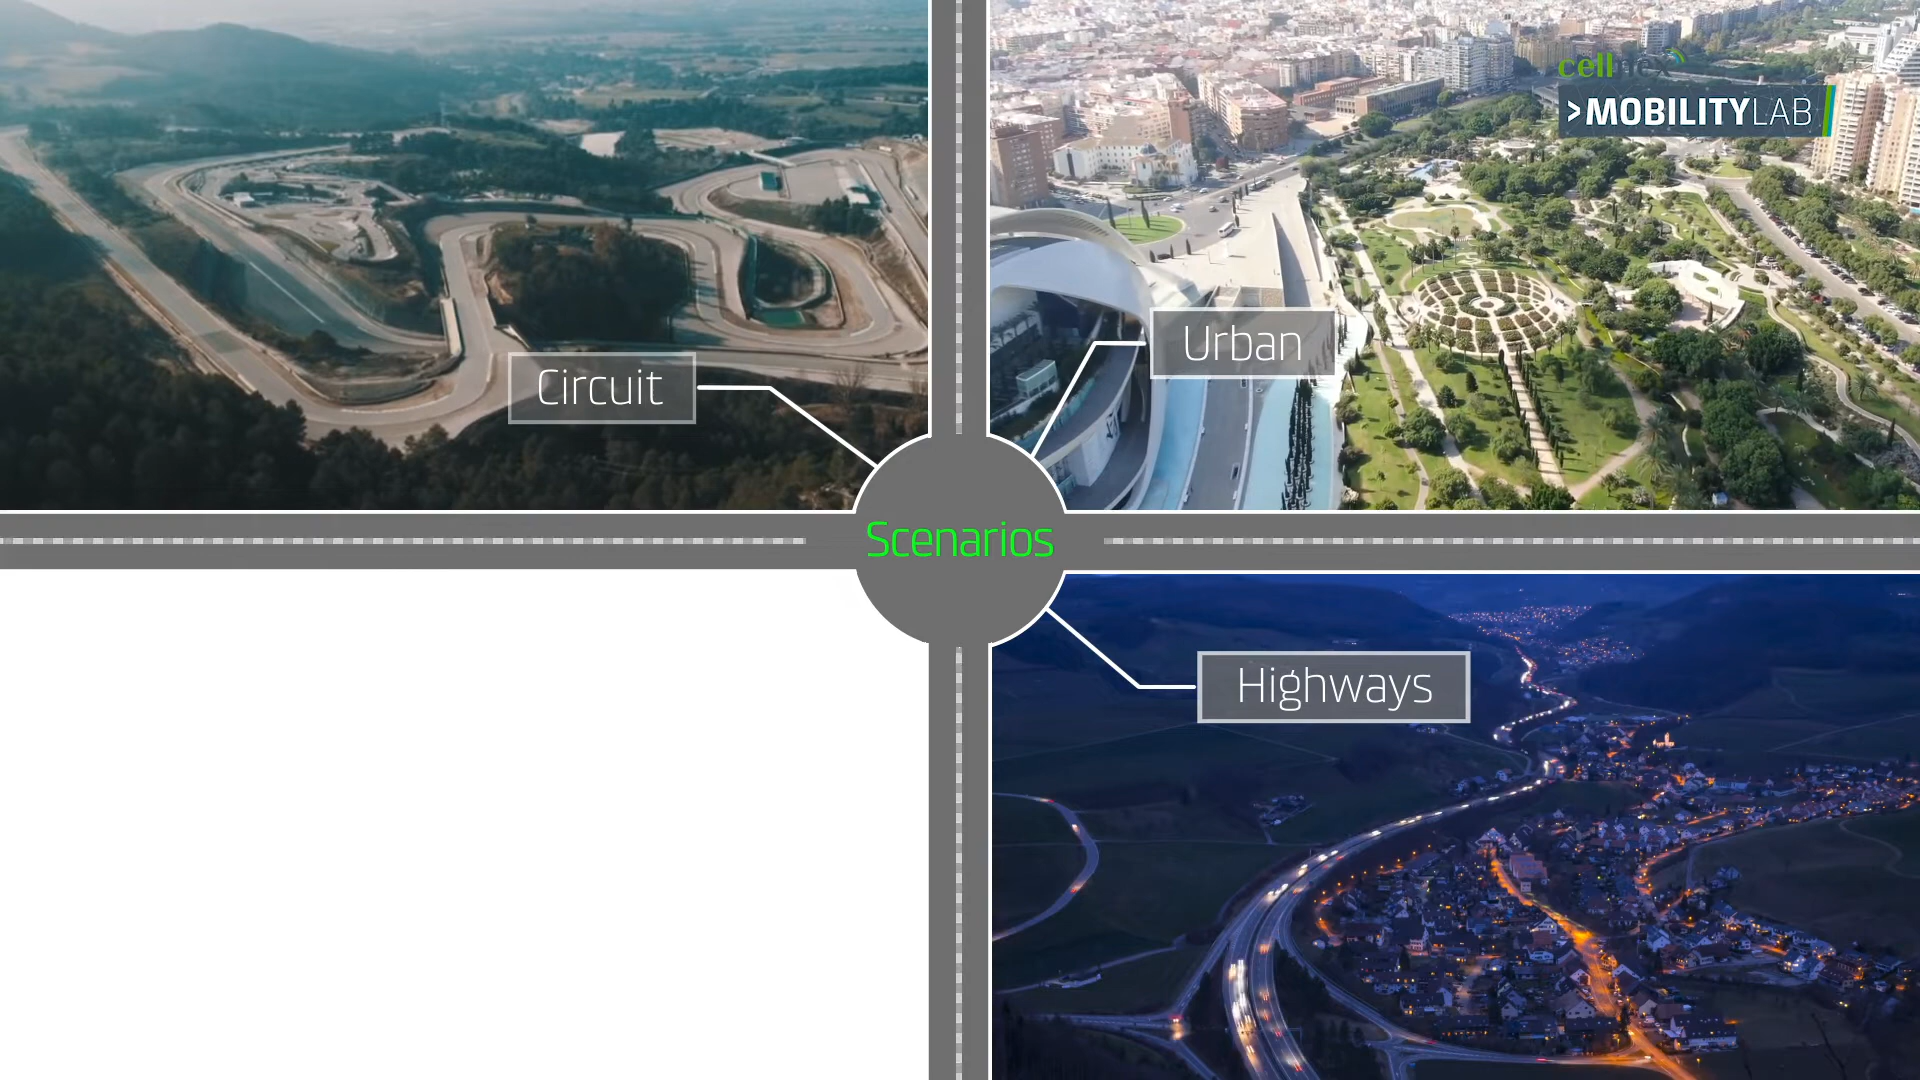 cellnex
>MOBILITYLAB
Urban
Circuit
Scenarios
Highways